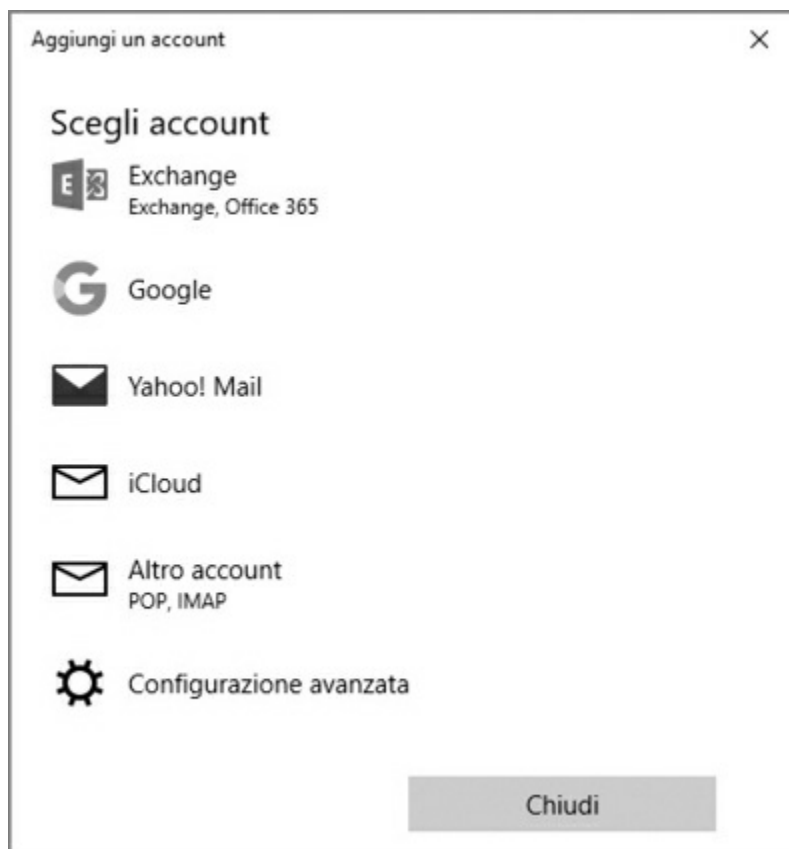 Aggiungi un account
Scegli account
Exchange
Exchange, Office 365
Google
Yahoo! Mail
iCloud
Altro account
POP, IMAP
Configurazione avanzata
Chiudi